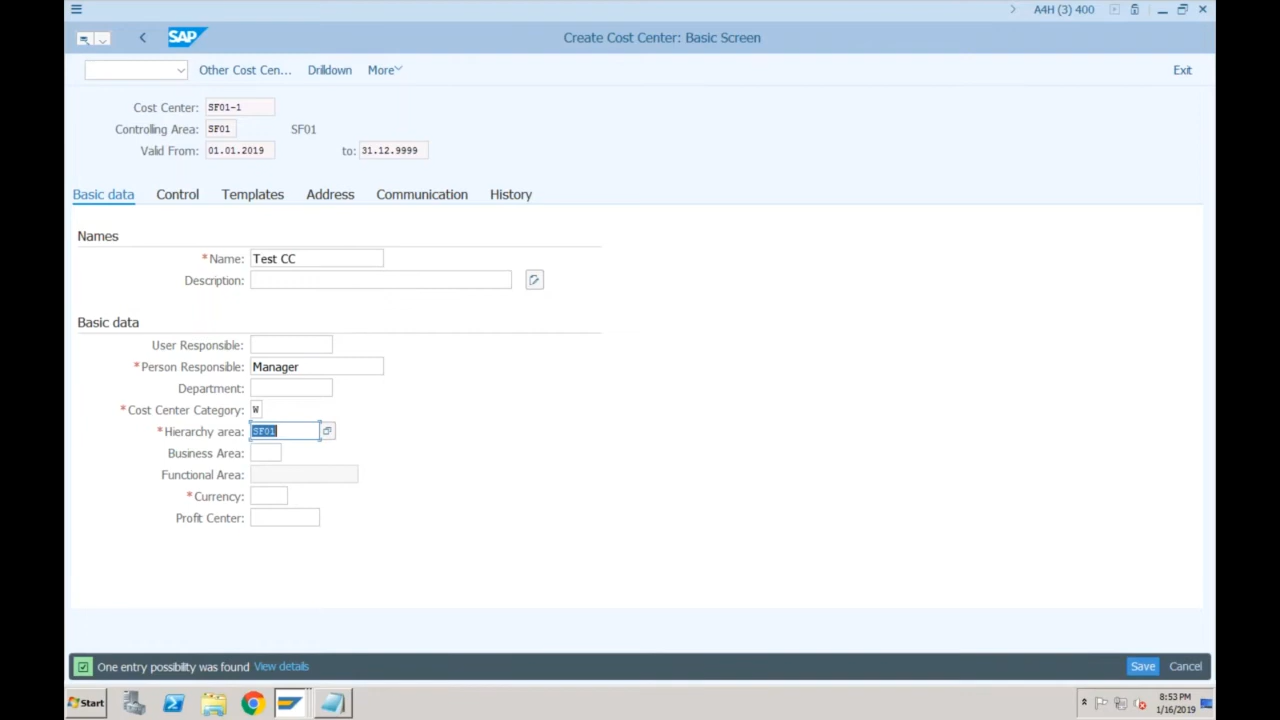 A4H (3) 400
SAP
Create Cost Center: Basic Screen
Other Cost Cen... Drildown More Exit
Cost Center: SF01-1
Controlling Area: SF01 SF01
Valid From: 01.01.2019 to: 31.12.9999
Basic data Control Templates Address Communication History
Names
*Name: Test CC
Description:
Basic data
User Responsible:
*Person Responsible: Manager
Department:
*Cost Center Category: W
*Hierarchy area: SF01
Business Area:
Functional Area:
*Currency:
Profit Center:
One entry possibility was found View details Save Cancel
Start 8:53 PM
1/16/2019